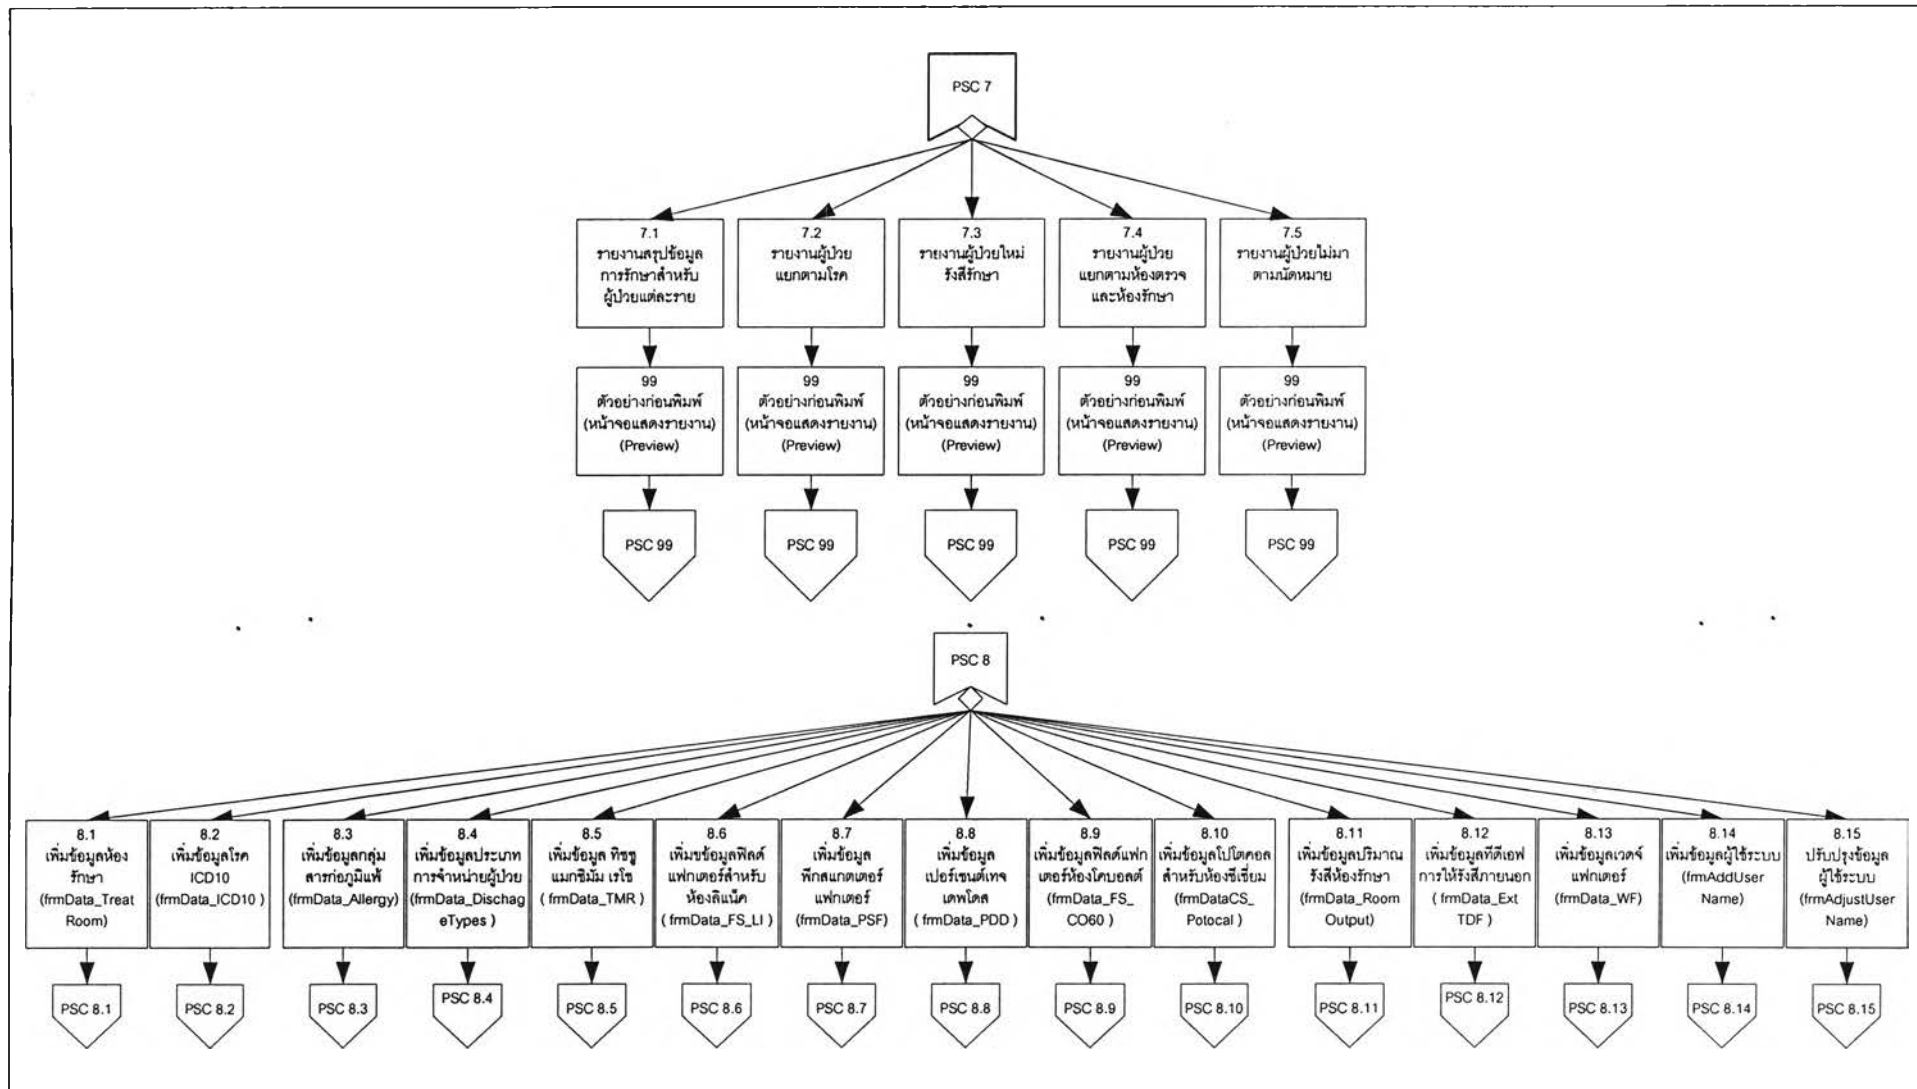 PSC 7
7.1
รายงานสรุปข้อมูล
การรักษาสำหรับ
ผู้ป่วยแต่ละราย
7.2
รายงานผู้ป่วย
แยกตามโรค
7.3
รายงานผู้ป่วยใหม่
รังสีรักษา
7.4
รายงานผู้ป่วย
แยกตามห้องตรวจ
และห้องรักษา
7.5
รายงานผู้ป่วยไม่มา
ตามนัดหมาย
99
ตัวอย่างก่อนพิมพ์
(หน้าจอแสดงรายงาน)
(Preview)
99
ตัวอย่างก่อนพิมพ์
(หน้าจอแสดงรายงาน)
(Preview)
99
ตัวอย่างก่อนพิมพ์
(หน้าจอแสดงรายงาน)
(Preview)
99
ตัวอย่างก่อนพิมพ์
(หน้าจอแสดงรายงาน)
(Preview)
99
ตัวอย่างก่อนพิมพ์
(หน้าจอแสดงรายงาน)
(Preview)
PSC 99
PSC 99
PSC 99
PSC 99
PSC 99
PSC 8
8.1
เพิ่มข้อมูลห้อง
รักษา
(frmData_Treat
Room)
8.2
เพิ่มข้อมูลโรค
ICD10
(frmData_ICD10 )
8.3
เพิ่มข้อมูลกลุ่ม
สารก่อภูมิแพ้
(frmData_Allergy)
8.4
เพิ่มข้อมูลประเภท
การจำหน่ายผู้ป่วย
(frmData_Dischag
eTypes )
8.5
เพิ่มข้อมูล ทิชชู
แมกซิมัม เรโช
( frmData_TMR )
8.6
เพิ่มขข้อมูลฟิลด์
แฟกเตอร์สำหรับ
ห้องลิแน็ค
( frmData_FS_LI )
8.7
เพิ่มข้อมูล
พีกสแกตเตอร์
แฟกเตอร์
(frmData_PSF)
8.8
เพิ่มข้อมูล
เปอร์เซนต์เทจ
เดพโดส
( frmData_PDD )
8.9
เพิ่มข้อมูลฟิลด์แฟก
เตอร์ห้องโคบอลต์
(frmData_FS_
CO60 )
8.10
เพิ่มข้อมูลโปโตคอล
สำหรับห้องซีเซี่ยม
(frmDataCS_
Potocal )
8.11
เพิ่มข้อมูลปริมาณ
รังสีห้องรักษา
(frmData_Room
Output)
8.12
เพิ่มข้อมูลทีดีเอฟ
การให้รังสีภายนอก
( frmData_Ext
TDF )
8.13
เพิ่มข้อมูลเวดจ์
แฟกเตอร์
(frmData_WF)
8.14
เพิ่มข้อมูลผู้ใช้ระบบ
(frmAddUser
Name)
8.15
ปรับปรุงข้อมูล
ผู้ใช้ระบบ
(frmAdjustUser
Name)
PSC 8.1
PSC 8.2
PSC 8.3
PSC 8.4
PSC 8.5
PSC 8.6
PSC 8.7
PSC 8.8
PSC 8.9
PSC 8.10
PSC 8.11
PSC 8.12
PSC 8.13
PSC 8.14
PSC 8.15